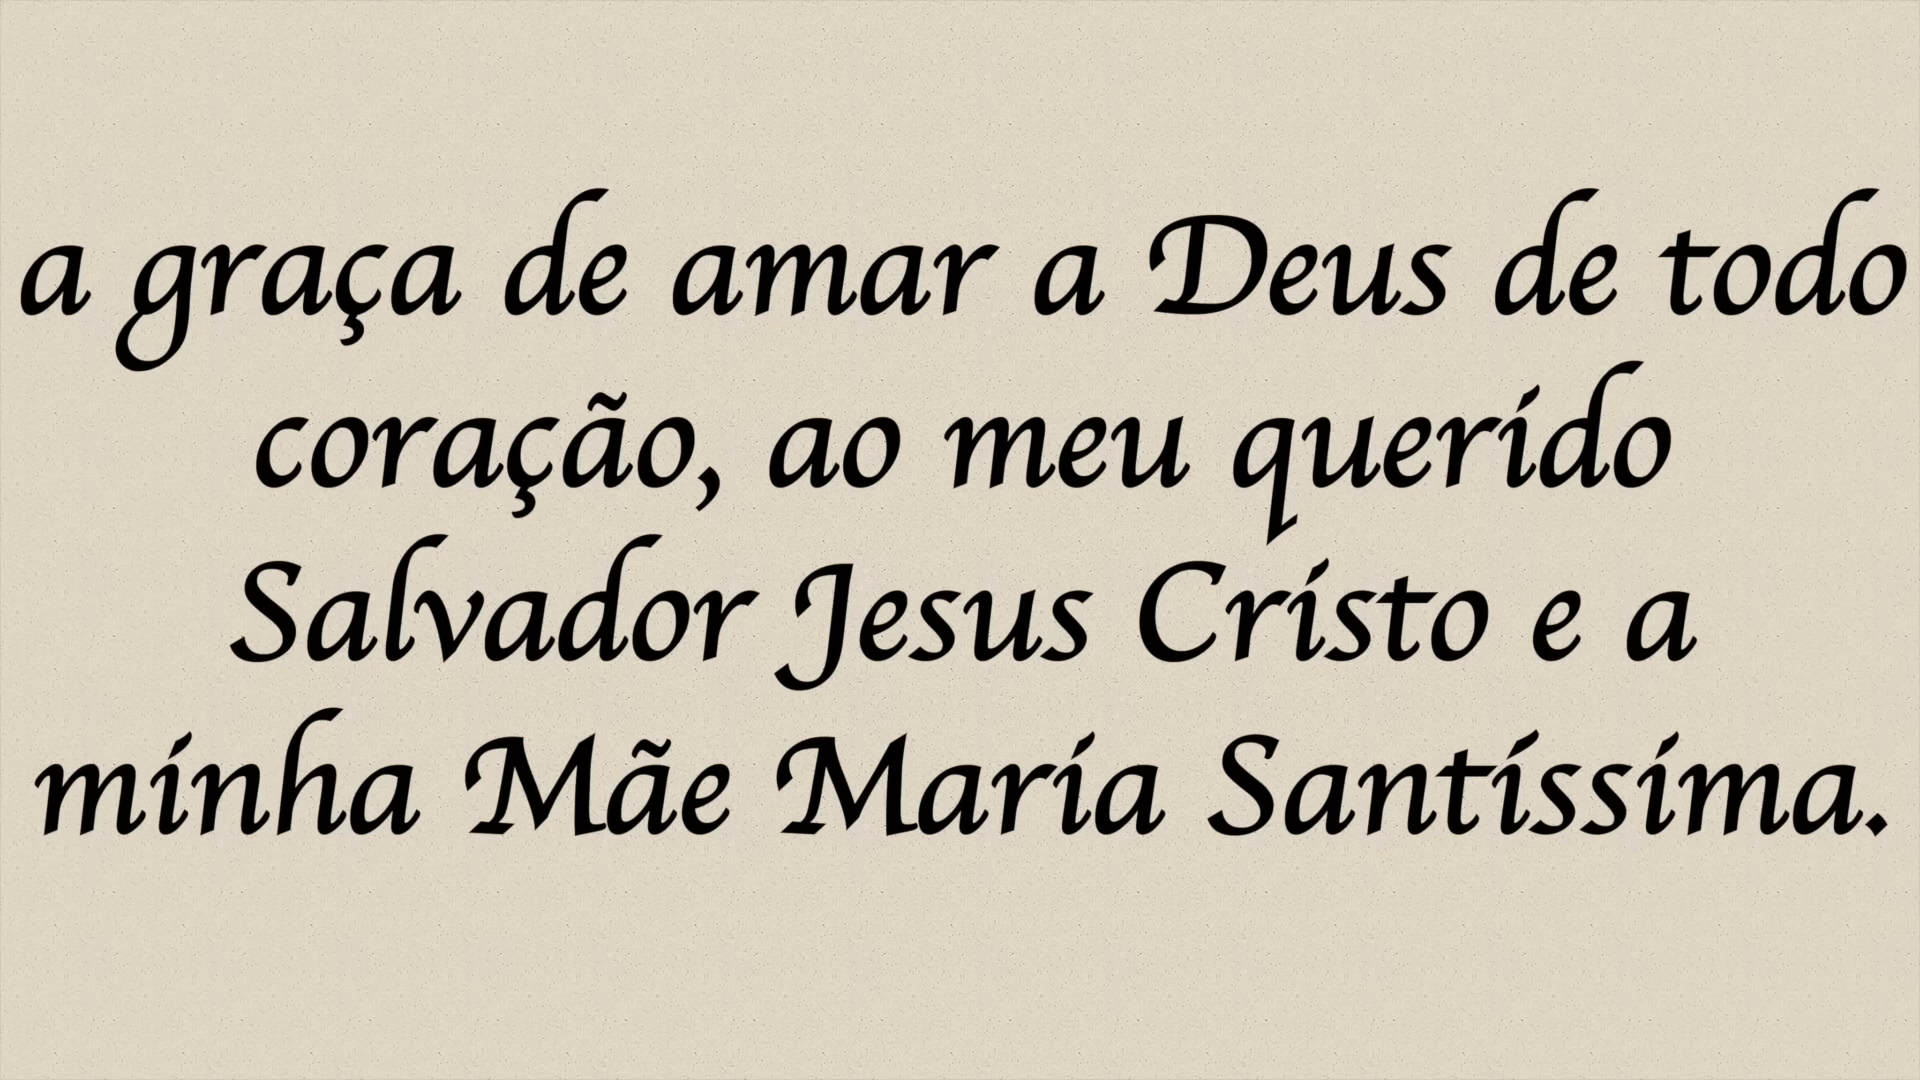 a graça de amar a Deus de todo
coração, ao meu querido
Salvador Jesus Cristo e a
minha Mãe Maria Santíssima.